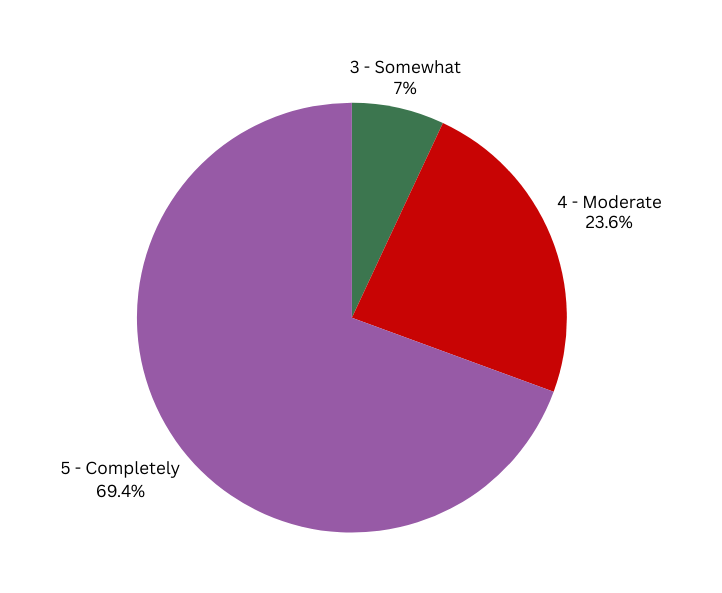 3 - Somewhat
7%
4 - Moderate
23.6%
5 - Completely
69.4%